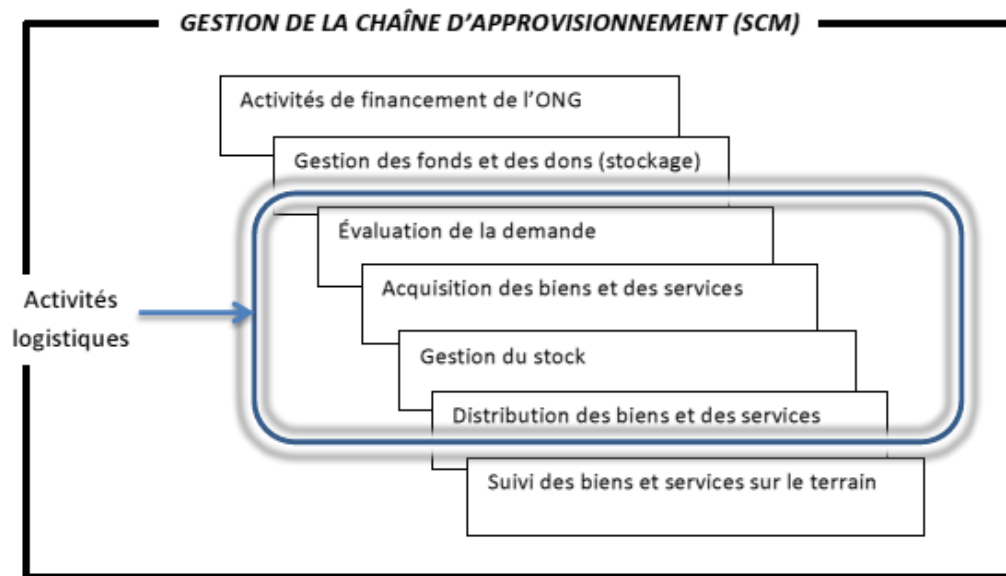 GESTION DE LA CHAÎNE D’APPROVISIONNEMENT (SCM)
Activités de financement de l’ONG
Gestion des fonds et des dons (stockage)
Évaluation de la demande
Acquisition des biens et des services
Activités
logistiques
Gestion du stock
Distribution des biens et des services
Suivi des biens et services sur le terrain